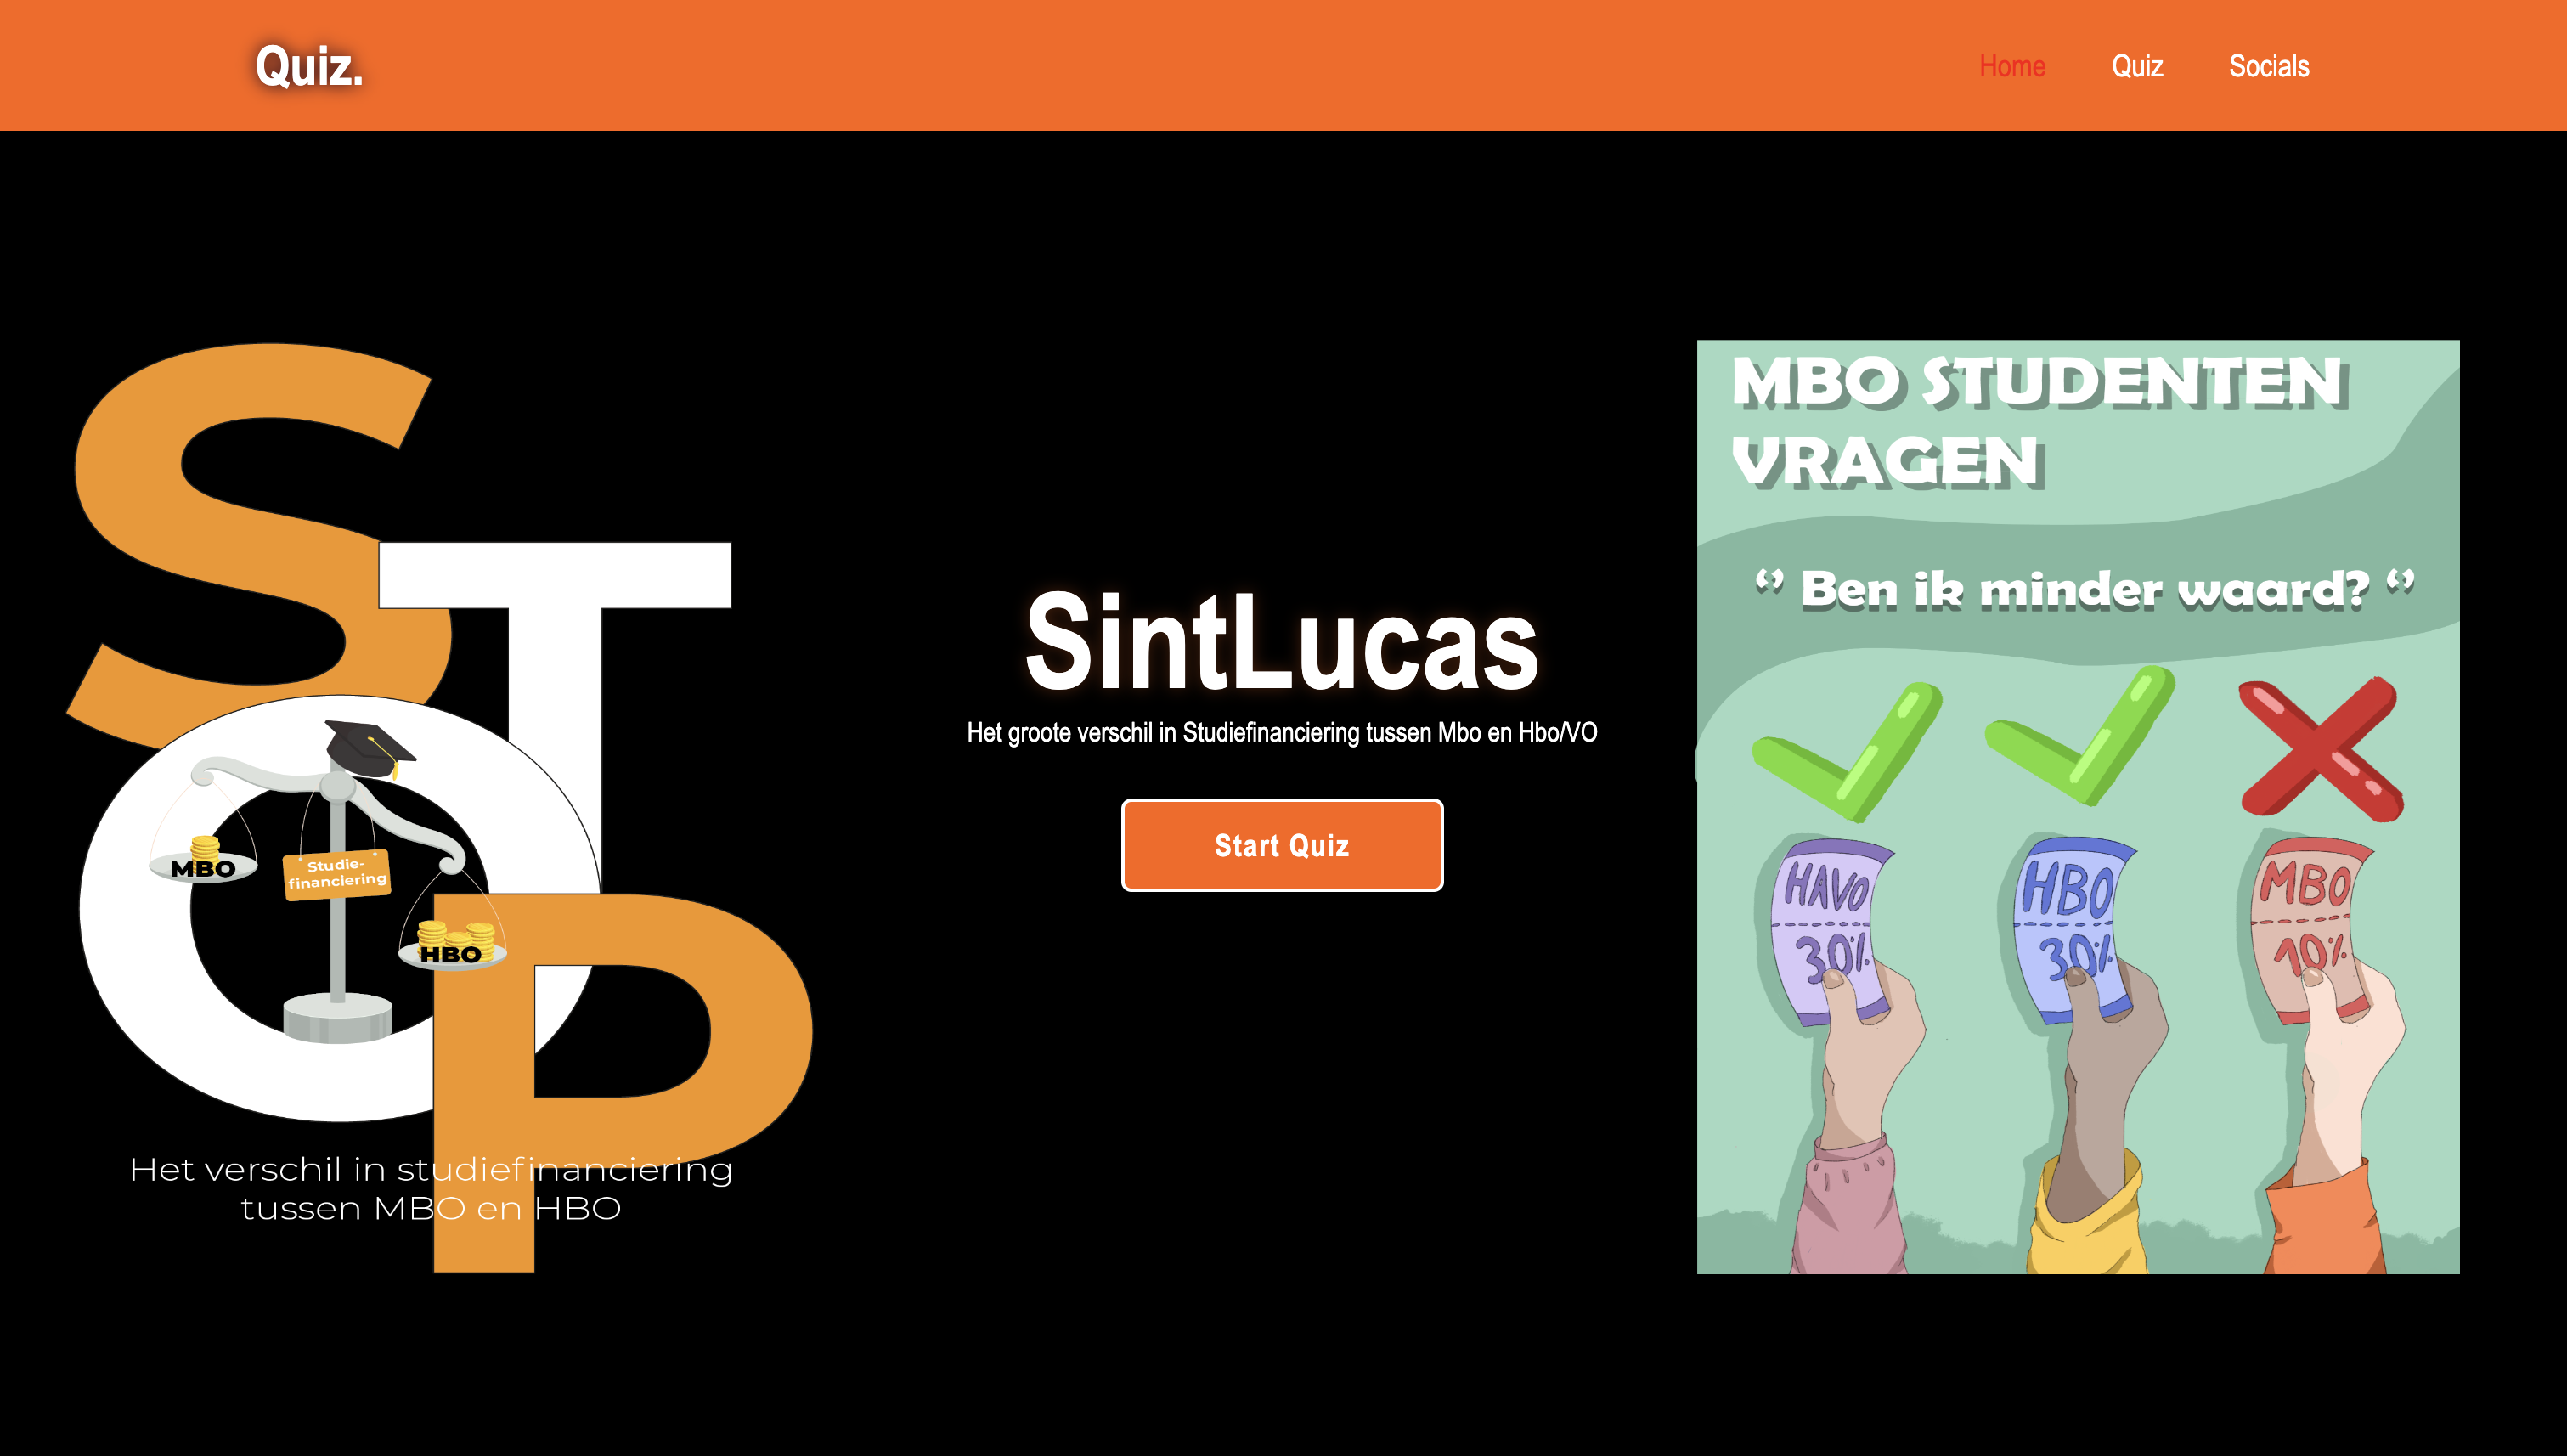 Quiz.
Home
Quiz
Socials
STOP
MBO
Studie-
financiering
HBO
Het verschil in studiefinanciering
tussen MBO en HBO
SintLucas
Het groote verschil in Studiefinanciering tussen Mbo en Hbo/VO
Start Quiz
MBO STUDENTEN
VRAGEN
‘’ Ben ik minder waard? ‘’
HAVO
30%
HBO
30%
MBO
10%